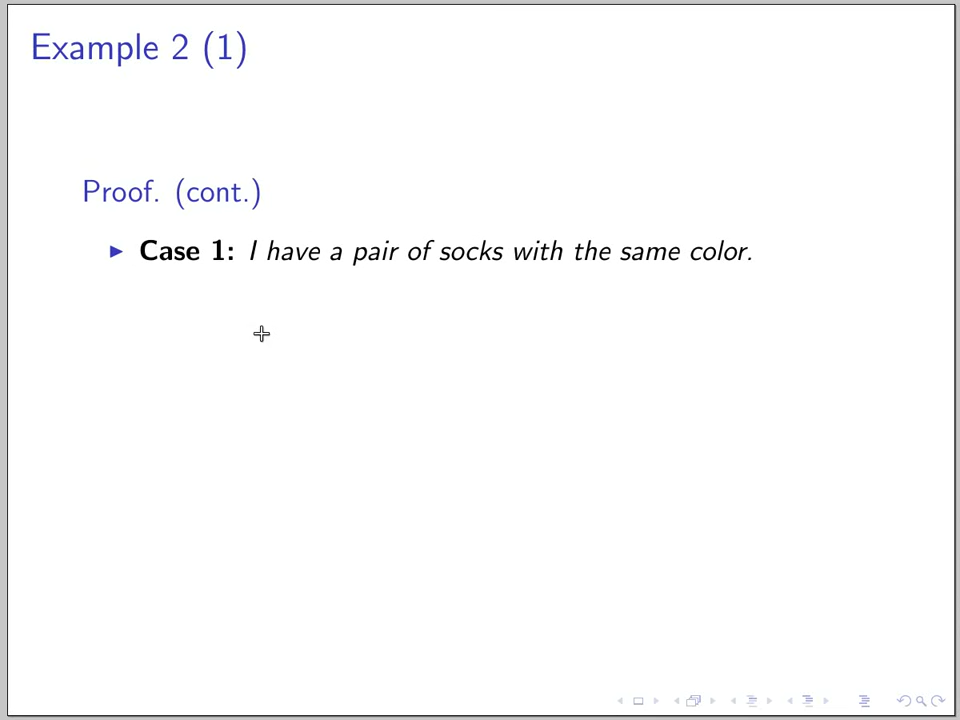 Example 2 (1)
Proof. (cont.)
Case 1: I have a pair of socks with the same color.